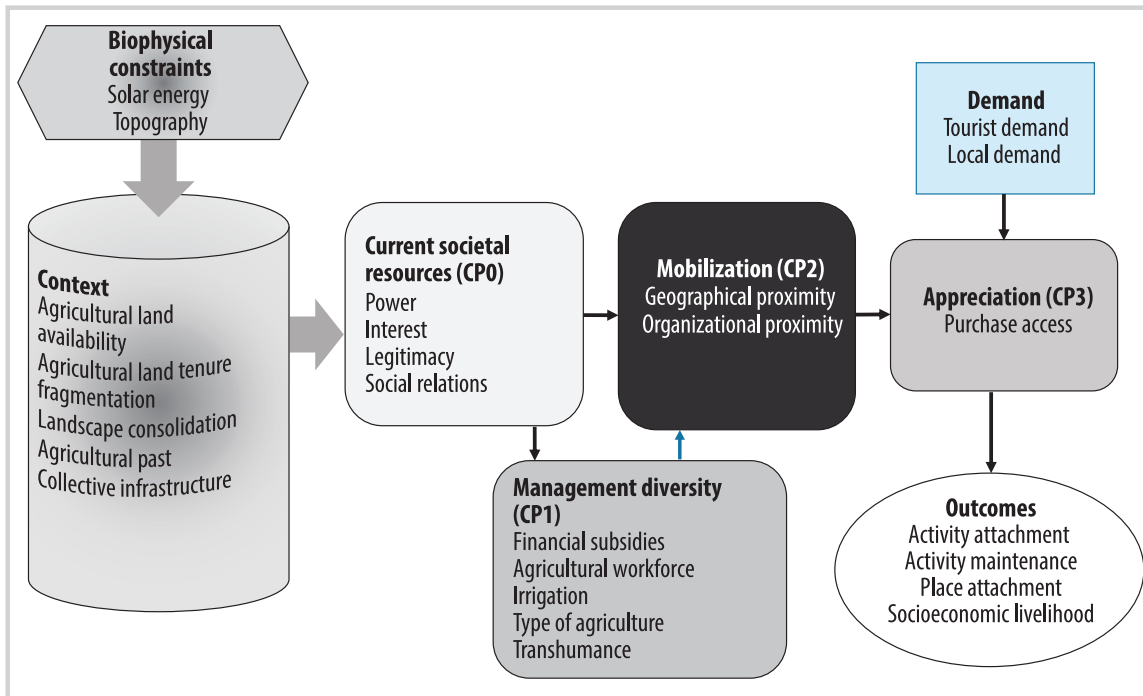 Biophysical
constraints
Solar energy
Topography
Context
Agricultural land
availability
Agricultural land tenure
fragmentation
Landscape consolidation
Agricultural past
Collective infrastructure
Current societal
resources (CP0)
Power
Interest
Legitimacy
Social relations
Management diversity
(CP1)
Financial subsidies
Agricultural workforce
Irrigation
Type of agriculture
Transhumance
Mobilization (CP2)
Geographical proximity
Organizational proximity
Demand
Tourist demand
Local demand
Appreciation (CP3)
Purchase access
Outcomes
Activity attachment
Activity maintenance
Place attachment
Socioeconomic livelihood